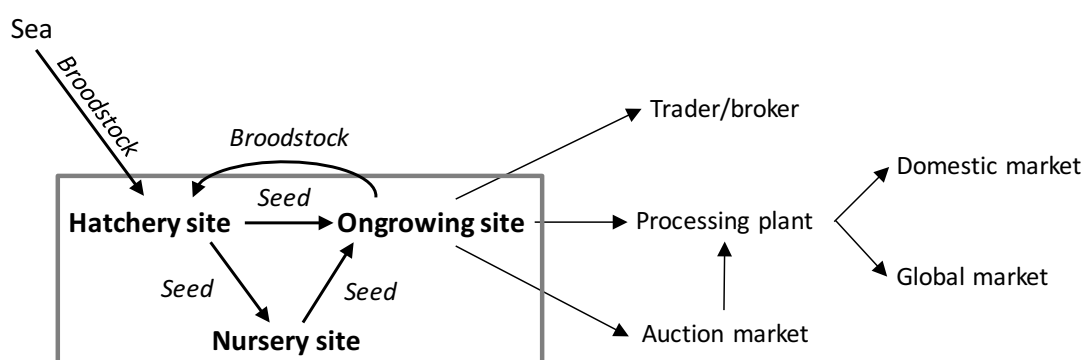 Sea
Broodstock
Broodstock
Trader/broker
Domestic market
Seed
Hatchery site
Ongrowing site
Processing plant
Global market
Seed
Seed
Auction market
Nursery site